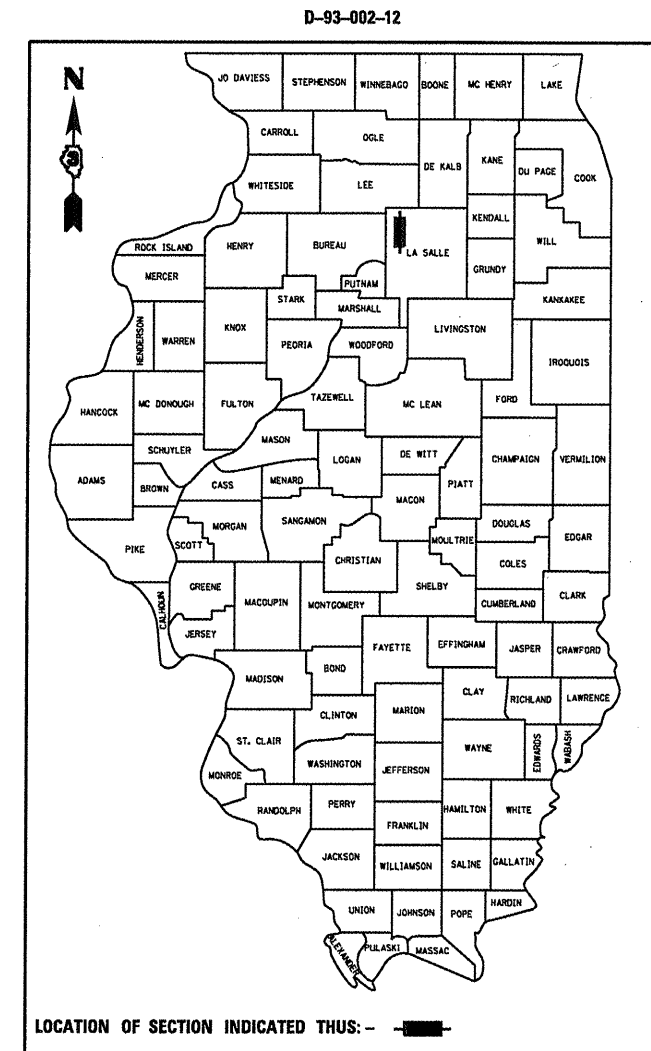 D-93-002-12
N
3
JO DAVIESS STEPHENSON WINNEBAGO BOONE MC HENRY LAKE
CARROLL OGLE
DE KALB KANE DU PAGE COOK
WHITESIDE LEE
KENDALL WILL
ROCK ISLAND HENRY BUREAU LA SALLE GRUNDY
MERCER PUTNAM
STARK MARSHALL KANKAKEE
HENDERSON WARREN KNOX PEORIA WOODFORD LIVINGSTON IROQUOIS
HANCOCK MC DONOUGH FULTON TAZEWELL MC LEAN FORD
SCHUYLER MASON LOGAN DE WITT CHAMPAIGN VERMILION
ADAMS BROWN CASS MENARD PIATT
MACON
PIKE SCOTT MORGAN SANGAMON MOULTRIE DOUGLAS EDGAR
CHRISTIAN COLES
CALHOUN GREENE MACOUPIN MONTGOMERY SHELBY CUMBERLAND CLARK
JERSEY FAYETTE EFFINGHAM JASPER CRAWFORD
MADISON BOND
CLAY RICHLAND LAWRENCE
CLINTON MARION
ST. CLAIR WAYNE EDWARDS WABASH
MONROE WASHINGTON JEFFERSON
RANDOLPH PERRY HAMILTON WHITE
FRANKLIN
JACKSON WILLIAMSON SALINE GALLATIN
UNION JOHNSON POPE HARDIN
ALEXANDER PULASKI MASSAC
LOCATION OF SECTION INDICATED THUS: -